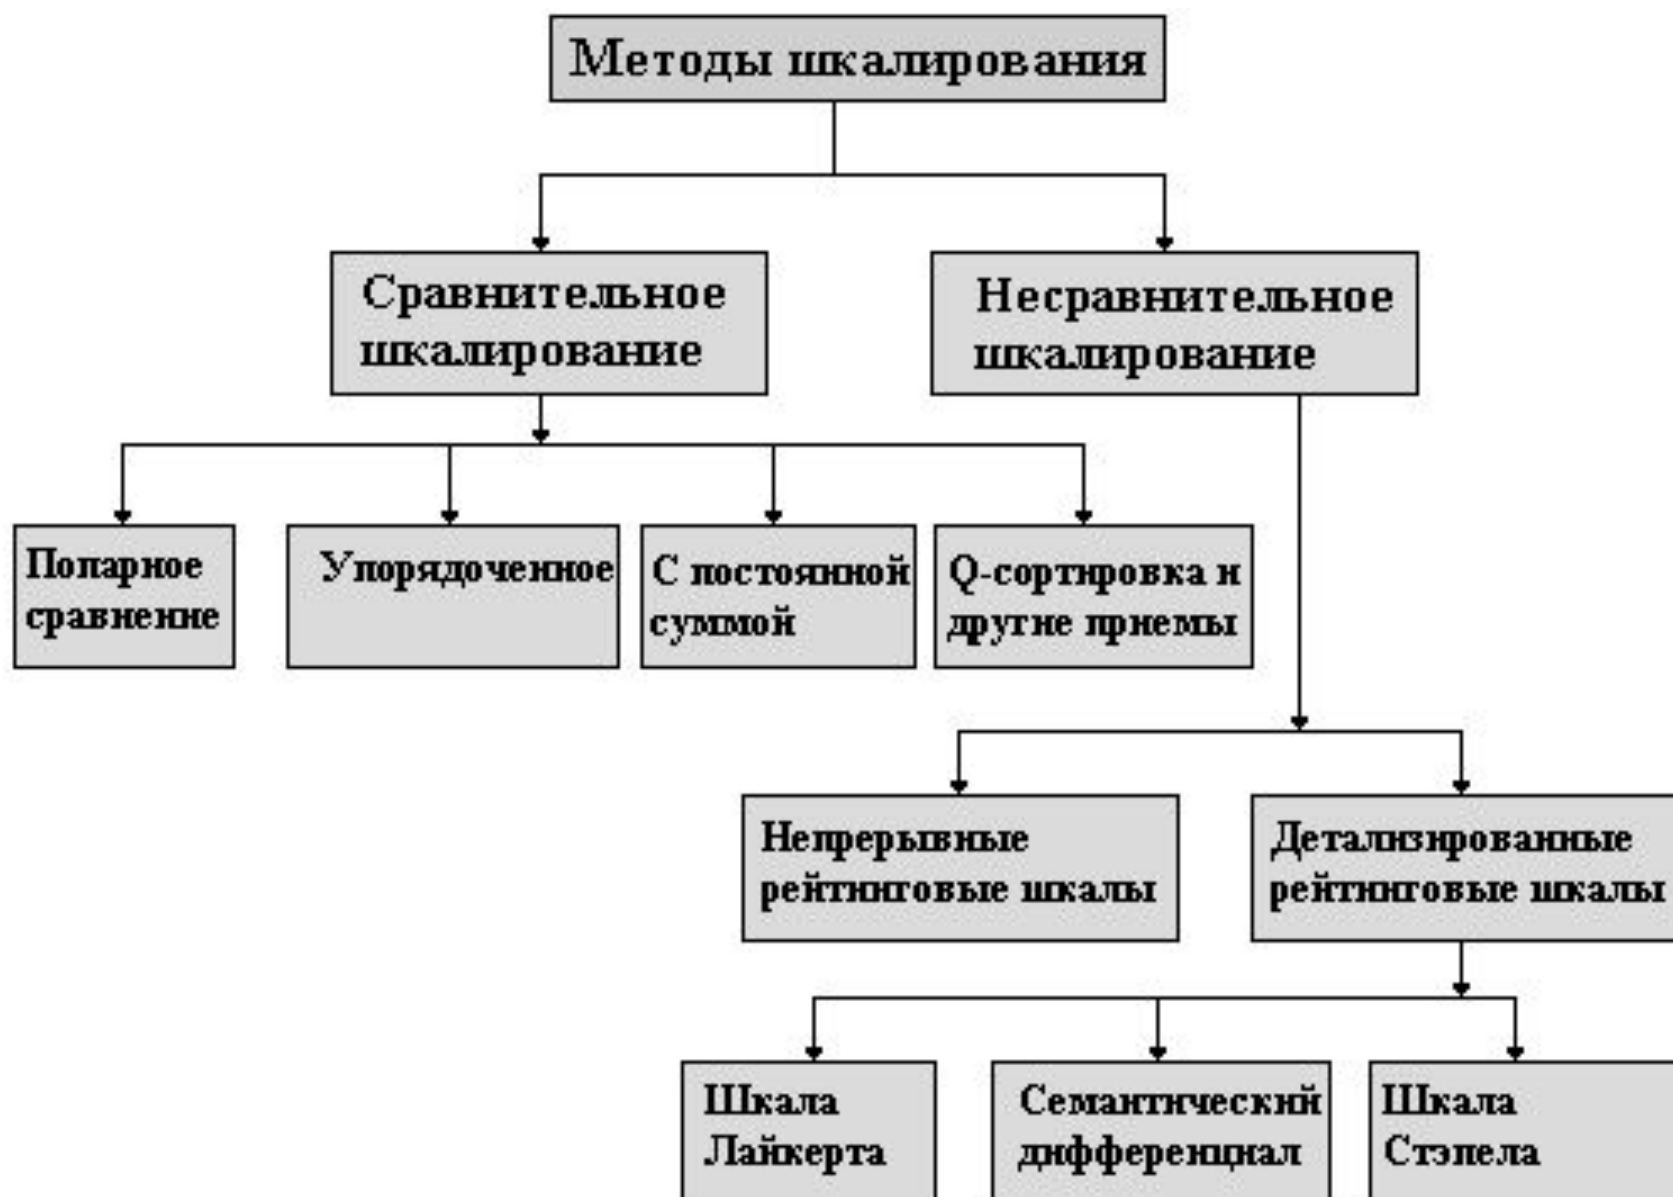 Методы шкалирования
Сравнительное
шкалирование
Несравнительное
шкалирование
Попарное
сравнение
Упорядоченное
С постоянной
суммой
Q-сортировка и
другие приемы
Непрерывные
рейтинговые шкалы
Детализированные
рейтинговые шкалы
Шкала
Лайкерта
Семантический
дифференциал
Шкала
Стэпела